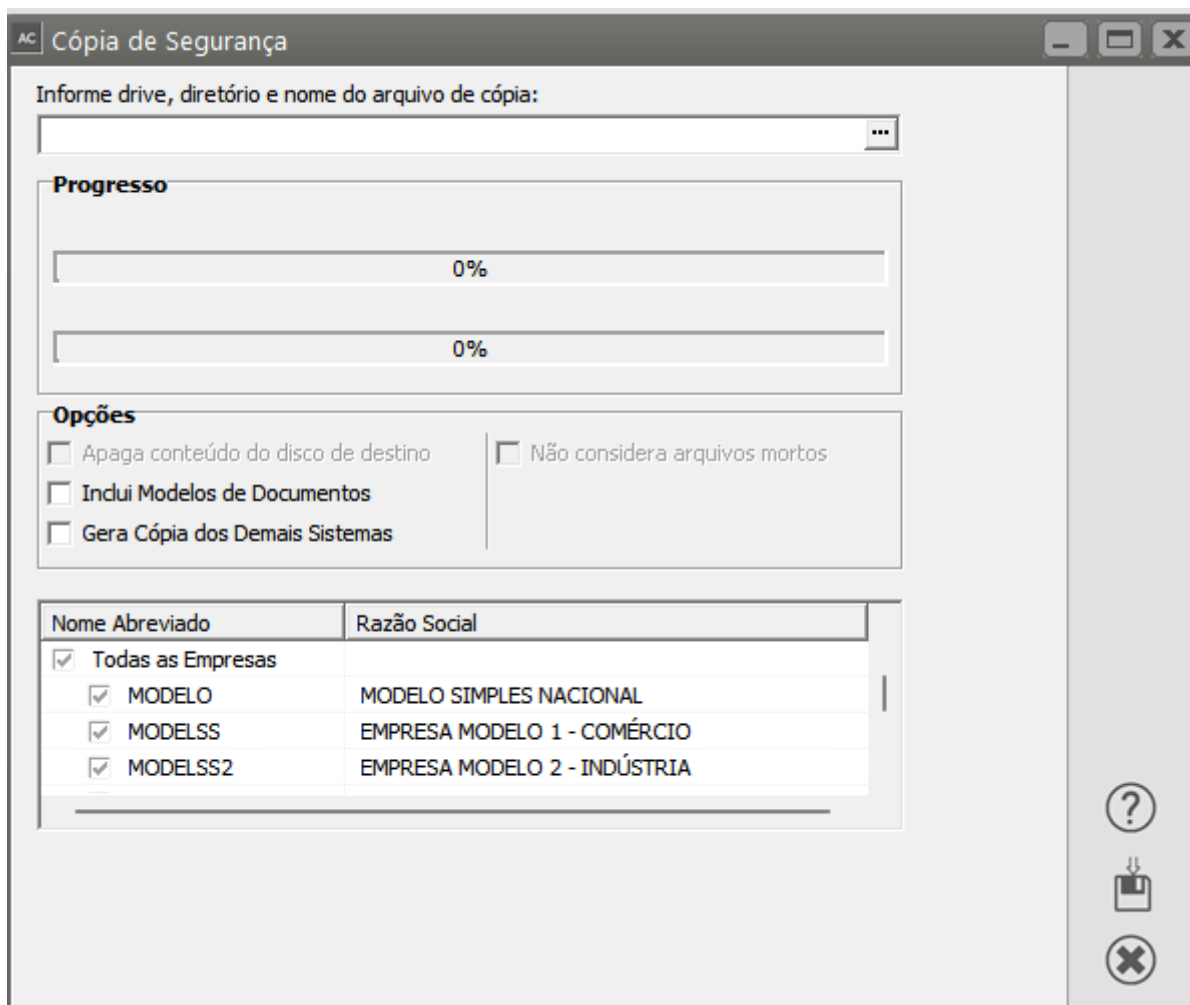 AC Cópia de Segurança
Informe drive, diretório e nome do arquivo de cópia:
...
Progresso
0%
0%
Opções
Apaga conteúdo do disco de destino
Não considera arquivos mortos
Inclui Modelos de Documentos
Gera Cópia dos Demais Sistemas
Nome Abreviado Razão Social
Todas as Empresas
MODELO MODELO SIMPLES NACIONAL
MODELSS EMPRESA MODELO 1 - COMÉRCIO
MODELSS2 EMPRESA MODELO 2 - INDÚSTRIA
?